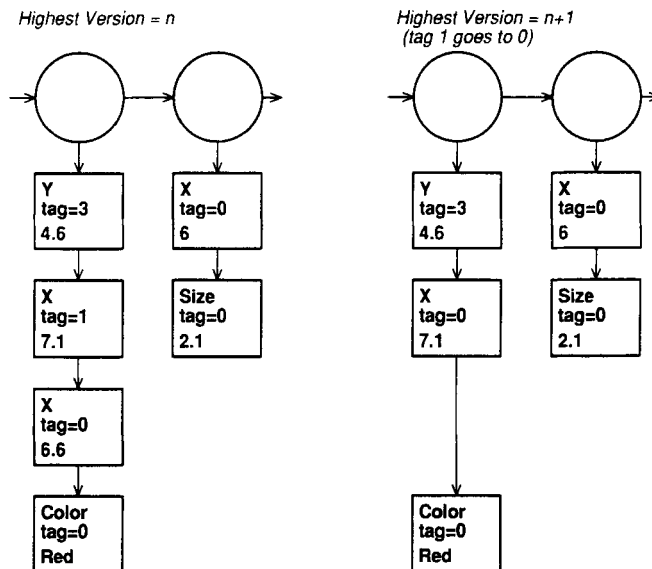 Highest Version = n
Y
tag=3
4.6
X
tag=1
7.1
X
tag=0
6.6
Color
tag=0
Red
X
tag=0
6
Size
tag=0
2.1
Highest Version = n+1
(tag 1 goes to 0)
Y
tag=3
4.6
X
tag=0
7.1
Color
tag=0
Red
X
tag=0
6
Size
tag=0
2.1